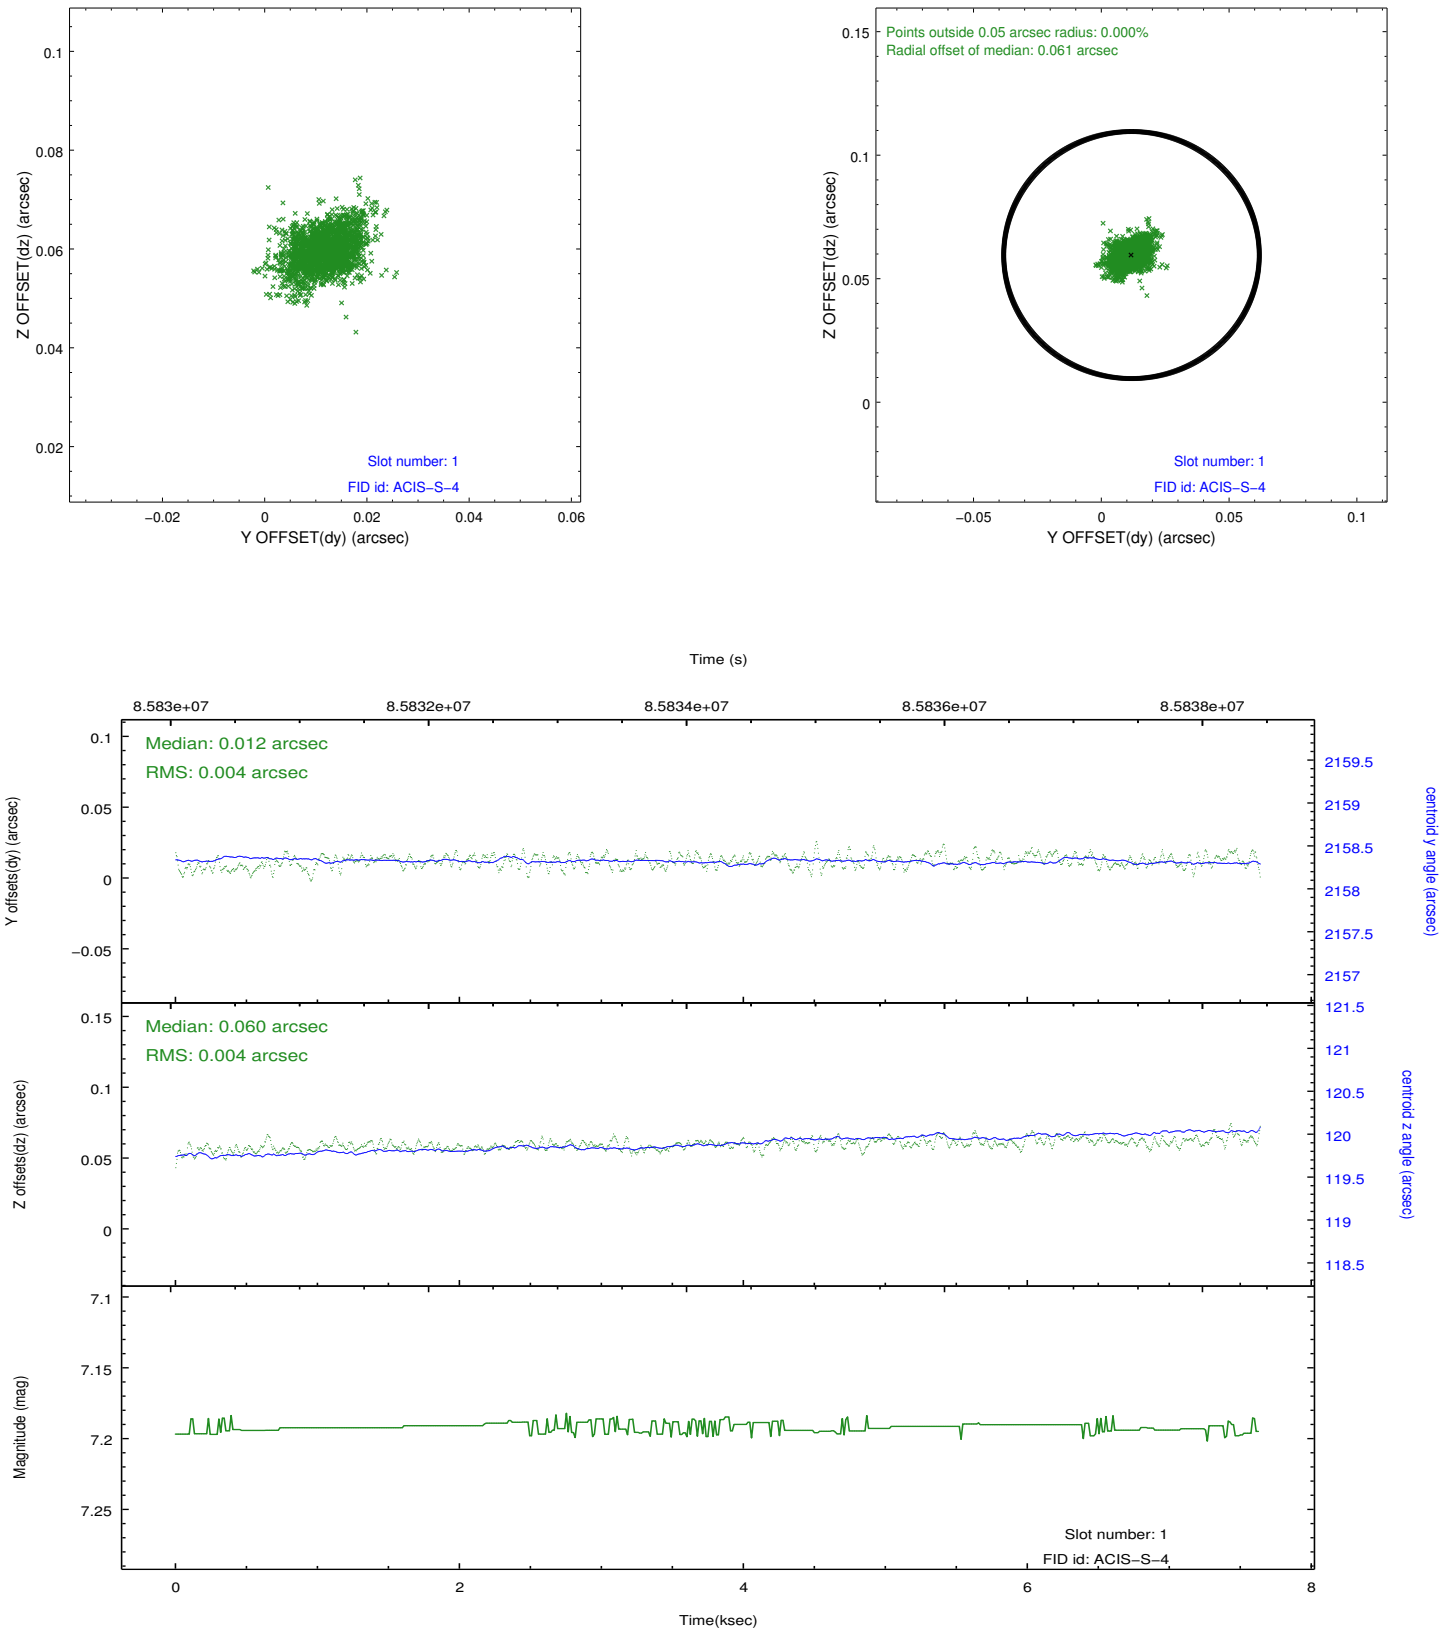 0.1
0.08
0.06
0.04
0.02
Z OFFSET(dz) (arcsec)
Slot number: 1
FID id: ACIS−S−4
−0.02 0 0.02 0.04 0.06
Y OFFSET(dy) (arcsec)
Points outside 0.05 arcsec radius: 0.000%
Radial offset of median: 0.061 arcsec
0.15
0.1
0.05
0
Z OFFSET(dz) (arcsec)
Slot number: 1
FID id: ACIS−S−4
−0.05 0 0.05 0.1
Y OFFSET(dy) (arcsec)
Time (s)
8.583e+07 8.5832e+07 8.5834e+07 8.5836e+07 8.5838e+07
Median: 0.012 arcsec
RMS: 0.004 arcsec
0.1
0.05
0
−0.05
Y offsets(dy) (arcsec)
2159.5
2159
2158.5
2158
2157.5
2157
centroid y angle (arcsec)
Median: 0.060 arcsec
RMS: 0.004 arcsec
0.15
0.1
0.05
0
Z offsets(dz) (arcsec)
121.5
121
120.5
120
119.5
119
118.5
centroid z angle (arcsec)
7.1
7.15
7.2
7.25
Magnitude (mag)
Slot number: 1
FID id: ACIS−S−4
0 2 4 6 8
Time(ksec)